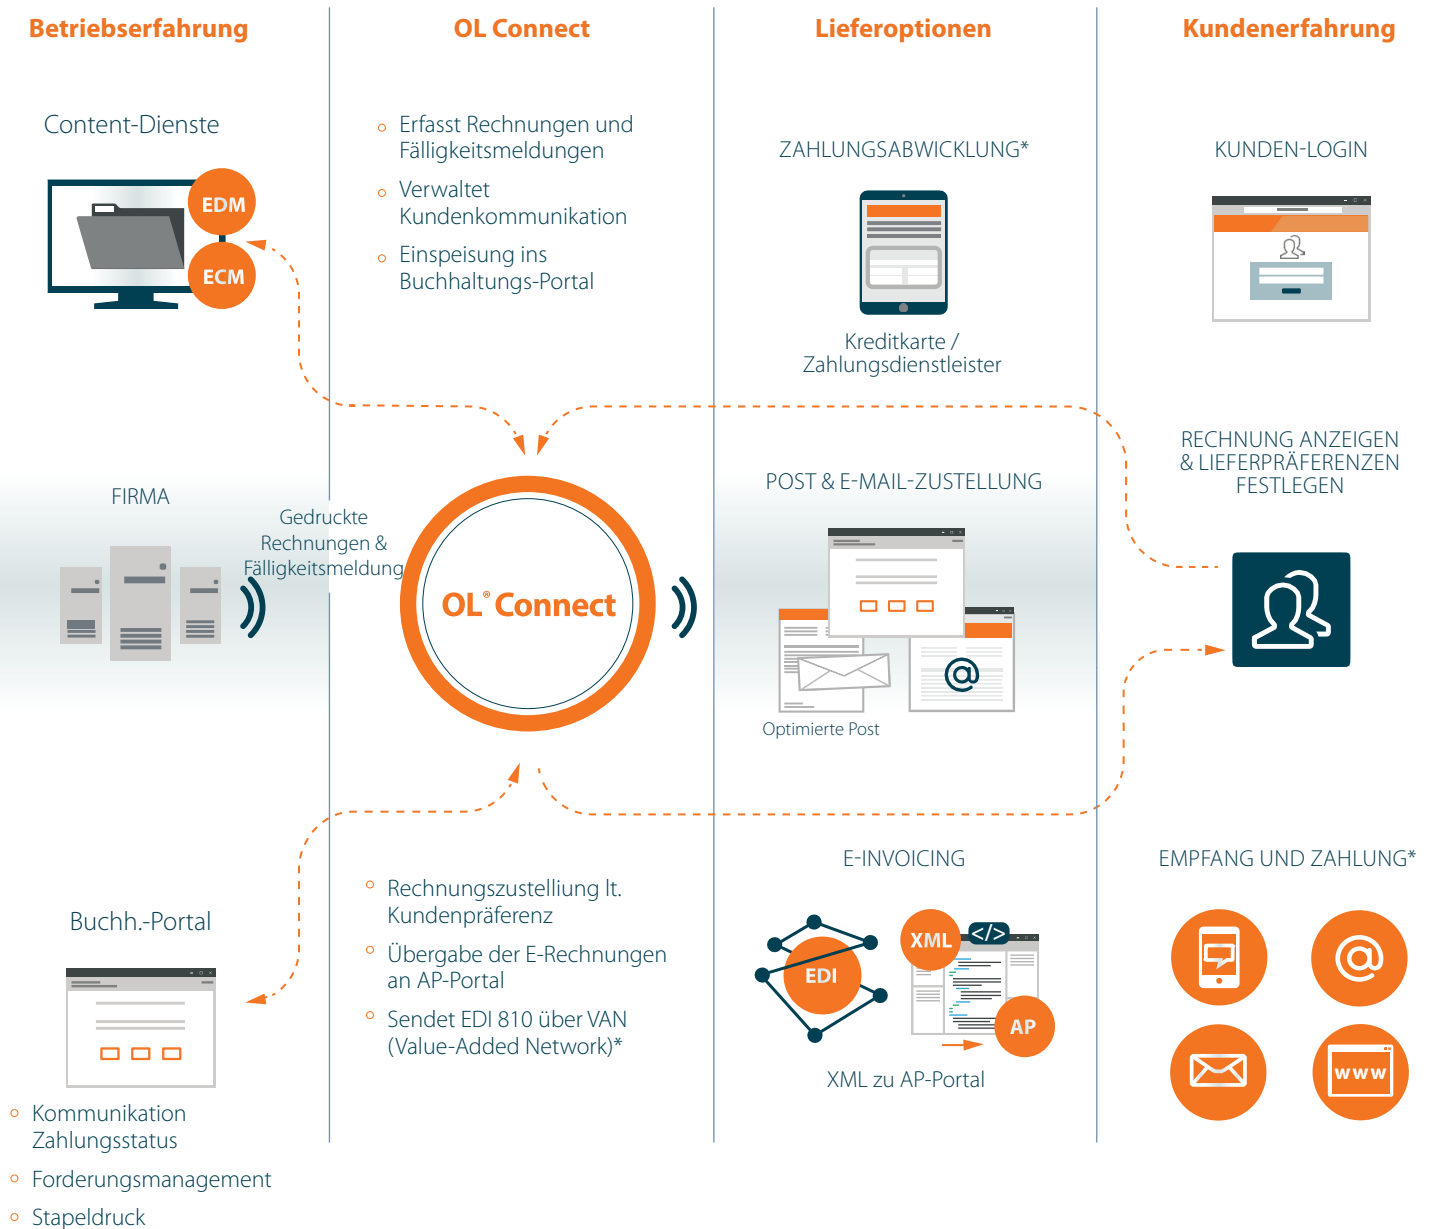 Betriebserfahrung
Content-Dienste
EDM
ECM
FIRMA
Gedruckte
Rechnungen &
Fälligkeitsmeldung
Buchh.-Portal
Kommunikation
Zahlungsstatus
Forderungsmanagement
Stapeldruck
OL Connect
Erfasst Rechnungen und
Fälligkeitsmeldungen
Verwaltet
Kundenkommunikation
Einspeisung ins
Buchhaltungs-Portal
OL® Connect
Rechnungszustelliung lt.
Kundenpräferenz
Übergabe der E-Rechnungen
an AP-Portal
Sendet EDI 810 über VAN
(Value-Added Network)*
Lieferoptionen
ZAHLUNGSABWICKLUNG*
Kreditkarte /
Zahlungsdienstleister
POST & E-MAIL-ZUSTELLUNG
@
Optimierte Post
E-INVOICING
EDI
XML
</>
AP
XML zu AP-Portal
Kundenerfahrung
KUNDEN-LOGIN
RECHNUNG ANZEIGEN
& LIEFERPRÄFERENZEN
FESTLEGEN
EMPFANG UND ZAHLUNG*
@
www